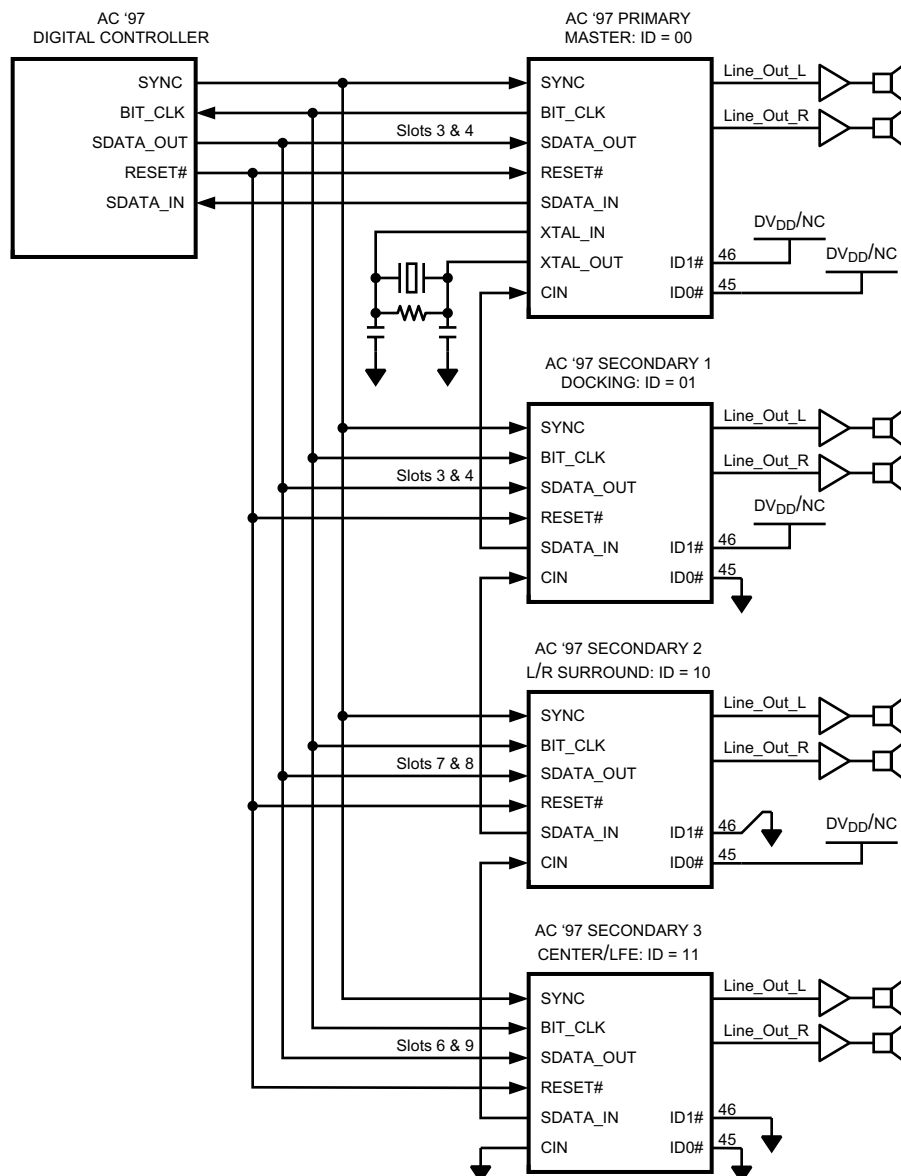 AC ‘97
DIGITAL CONTROLLER
SYNC
BIT_CLK
SDATA_OUT
RESET#
SDATA_IN
Slots 3 & 4
AC ‘97 PRIMARY
MASTER: ID = 00
SYNC
BIT_CLK
SDATA_OUT
RESET#
SDATA_IN
XTAL_IN
XTAL_OUT
CIN
ID1#
ID0#
46
45
Line_Out_L
Line_Out_R
DVDD/NC
DVDD/NC
AC ‘97 SECONDARY 1
DOCKING: ID = 01
Slots 3 & 4
SYNC
BIT_CLK
SDATA_OUT
RESET#
SDATA_IN
CIN
ID1#
ID0#
46
45
Line_Out_L
Line_Out_R
DVDD/NC
AC ‘97 SECONDARY 2
L/R SURROUND: ID = 10
Slots 7 & 8
SYNC
BIT_CLK
SDATA_OUT
RESET#
SDATA_IN
CIN
ID1#
ID0#
46
45
Line_Out_L
Line_Out_R
DVDD/NC
AC ‘97 SECONDARY 3
CENTER/LFE: ID = 11
Slots 6 & 9
SYNC
BIT_CLK
SDATA_OUT
RESET#
SDATA_IN
CIN
ID1#
ID0#
46
45
Line_Out_L
Line_Out_R